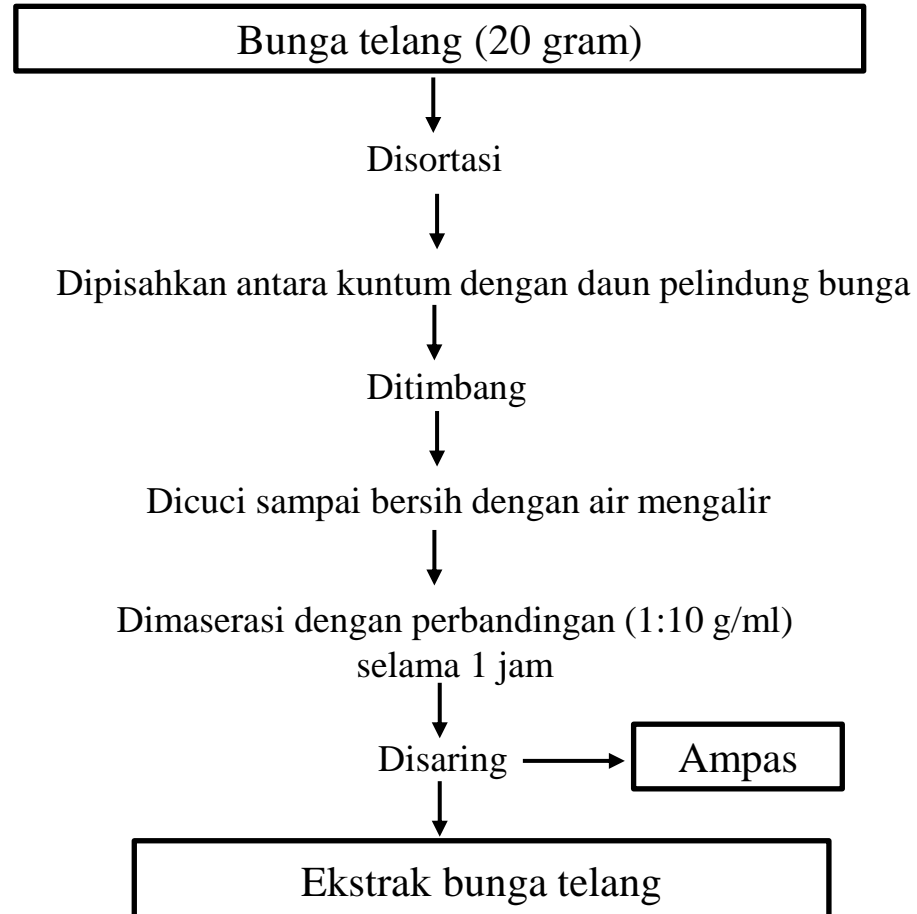 Bunga telang (20 gram)
Disortasi
Dipisahkan antara kuntum dengan daun pelindung bunga
Ditimbang
Dicuci sampai bersih dengan air mengalir
Dimaserasi dengan perbandingan (1:10 g/ml)
selama 1 jam
Disaring
Ampas
Ekstrak bunga telang